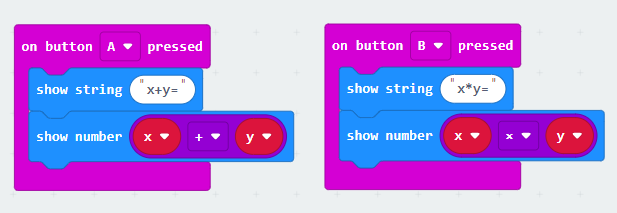 on button A pressed
show string "x+y="
show number x + y
on button B pressed
show string "x*y="
show number x × y